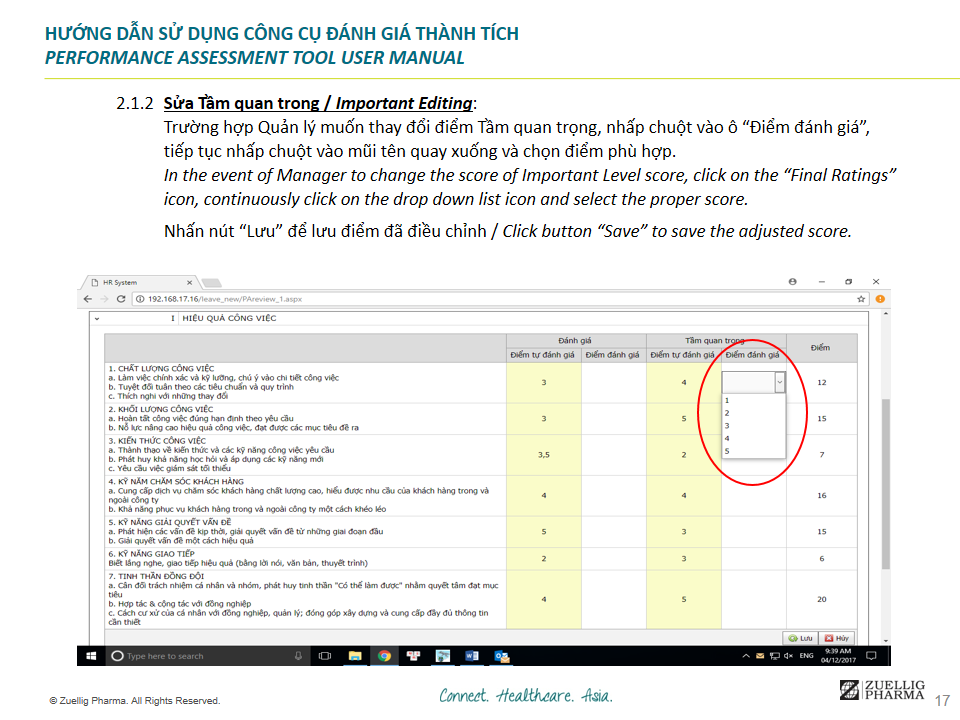 HƯỚNG DẪN SỬ DỤNG CÔNG CỤ ĐÁNH GIÁ THÀNH TÍCH
PERFORMANCE ASSESSMENT TOOL USER MANUAL
2.1.2 Sửa Tầm quan trong / Important Editing:
Trường hợp Quản lý muốn thay đổi điểm Tầm quan trọng, nhấp chuột vào ô “Điểm đánh giá”,
tiếp tục nhấp chuột vào mũi tên quay xuống và chọn điểm phù hợp.
In the event of Manager to change the score of Important Level score, click on the “Final Ratings”
icon, continuously click on the drop down list icon and select the proper score.
Nhấn nút “Lưu” để lưu điểm đã điều chỉnh / Click button “Save” to save the adjusted score.
HR System
192.168.17.16/leave_new/PAreview_1.aspx
I HIỆU QUẢ CÔNG VIỆC
Đánh giá Tầm quan trọng Điểm
Điểm tự đánh giá Điểm đánh giá Điểm tự đánh giá Điểm đánh giá
1. CHẤT LƯỢNG CÔNG VIỆC
a. Làm việc chính xác và kỹ lưỡng, chú ý vào chi tiết công việc
b. Tuyệt đối tuân theo các tiêu chuẩn và quy trình
c. Thích nghi với những thay đổi
3 4 12
1
2
3
4
5
2. KHỐI LƯỢNG CÔNG VIỆC
a. Hoàn tất công việc đúng hạn định theo yêu cầu
b. Nỗ lực nâng cao hiệu quả công việc, đạt được các mục tiêu đề ra
3 5 15
3. KIẾN THỨC CÔNG VIỆC
a. Thành thạo về kiến thức và các kỹ năng công việc yêu cầu
b. Phát huy khả năng học hỏi và áp dụng các kỹ năng mới
c. Yêu cầu việc giám sát tối thiểu
3,5 2 7
4. KỸ NĂNG CHĂM SÓC KHÁCH HÀNG
a. Cung cấp dịch vụ chăm sóc khách hàng chất lượng cao, hiểu được nhu cầu của khách hàng trong và
ngoài công ty
b. Khả năng phục vụ khách hàng trong và ngoài công ty một cách khéo léo
4 4 16
5. KỸ NĂNG GIẢI QUYẾT VẤN ĐỀ
a. Phát hiện các vấn đề kịp thời, giải quyết vấn đề từ những giai đoạn đầu
b. Giải quyết vấn đề một cách hiệu quả
5 3 15
6. KỸ NĂNG GIAO TIẾP
Biết lắng nghe, giao tiếp hiệu quả (bằng lời nói, văn bản, thuyết trình)
2 3 6
7. TINH THẦN ĐỒNG ĐỘI
a. Cân đối trách nhiệm cá nhân và nhóm, phát huy tinh thần "Có thể làm được" nhằm quyết tâm đạt mục
tiêu
b. Hợp tác & cộng tác với đồng nghiệp
c. Cách cư xử của cá nhân với đồng nghiệp, quản lý; đóng góp xây dựng và cung cấp đầy đủ thông tin
cần thiết
4 5 20
Lưu Hủy
Type here to search
ENG
9:39 AM
04/12/2017
© Zuellig Pharma. All Rights Reserved.
Connect. Healthcare. Asia.
ZUELLIG
PHARMA
17